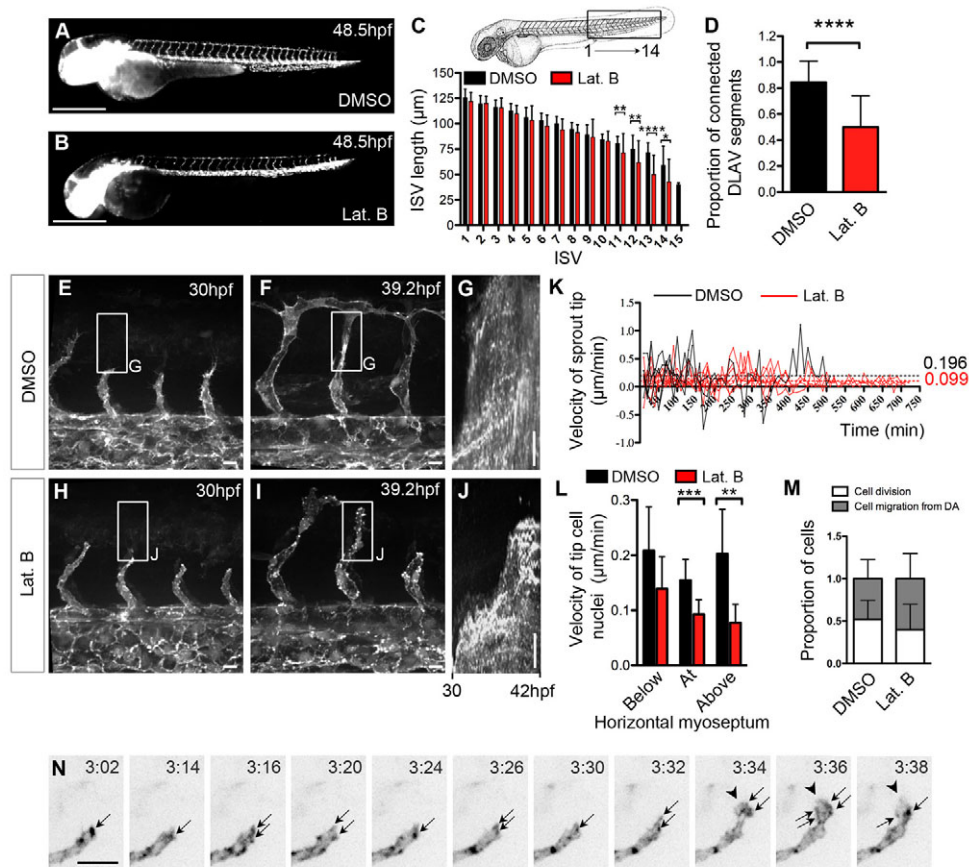 A
48.5hpf
DMSO
B
48.5hpf
Lat. B
C
1
14
DMSO
Lat. B
ISV length (µm)
150
125
100
75
50
25
0
**
**
****
*
1 2 3 4 5 6 7 8 9 10 11 12 13 14 15
ISV
D
****
Proportion of connected
DLAV segments
1.2
1.0
0.8
0.6
0.4
0.2
0.0
DMSO
Lat. B
DMSO
E
30hpf
G
F
39.2hpf
G
G
K
DMSO
Lat. B
Velocity of sprout tip
(µm/min)
1.5
1.0
0.5
0.0
-0.5
-1.0
0.196
0.099
50 100 150 200 250 300 350 400 450 500 550 600 650 700 750
Time (min)
Lat. B
H
30hpf
J
I
39.2hpf
J
J
30
42hpf
L
DMSO
Lat. B
Velocity of tip cell
nuclei (µm/min)
0.3
0.2
0.1
0.0
***
**
Below
At
Above
Horizontal myoseptum
M
Cell division
Cell migration from DA
Proportion of cells
1.5
1.0
0.5
0.0
DMSO
Lat. B
N
3:02
3:14
3:16
3:20
3:24
3:26
3:30
3:32
3:34
3:36
3:38